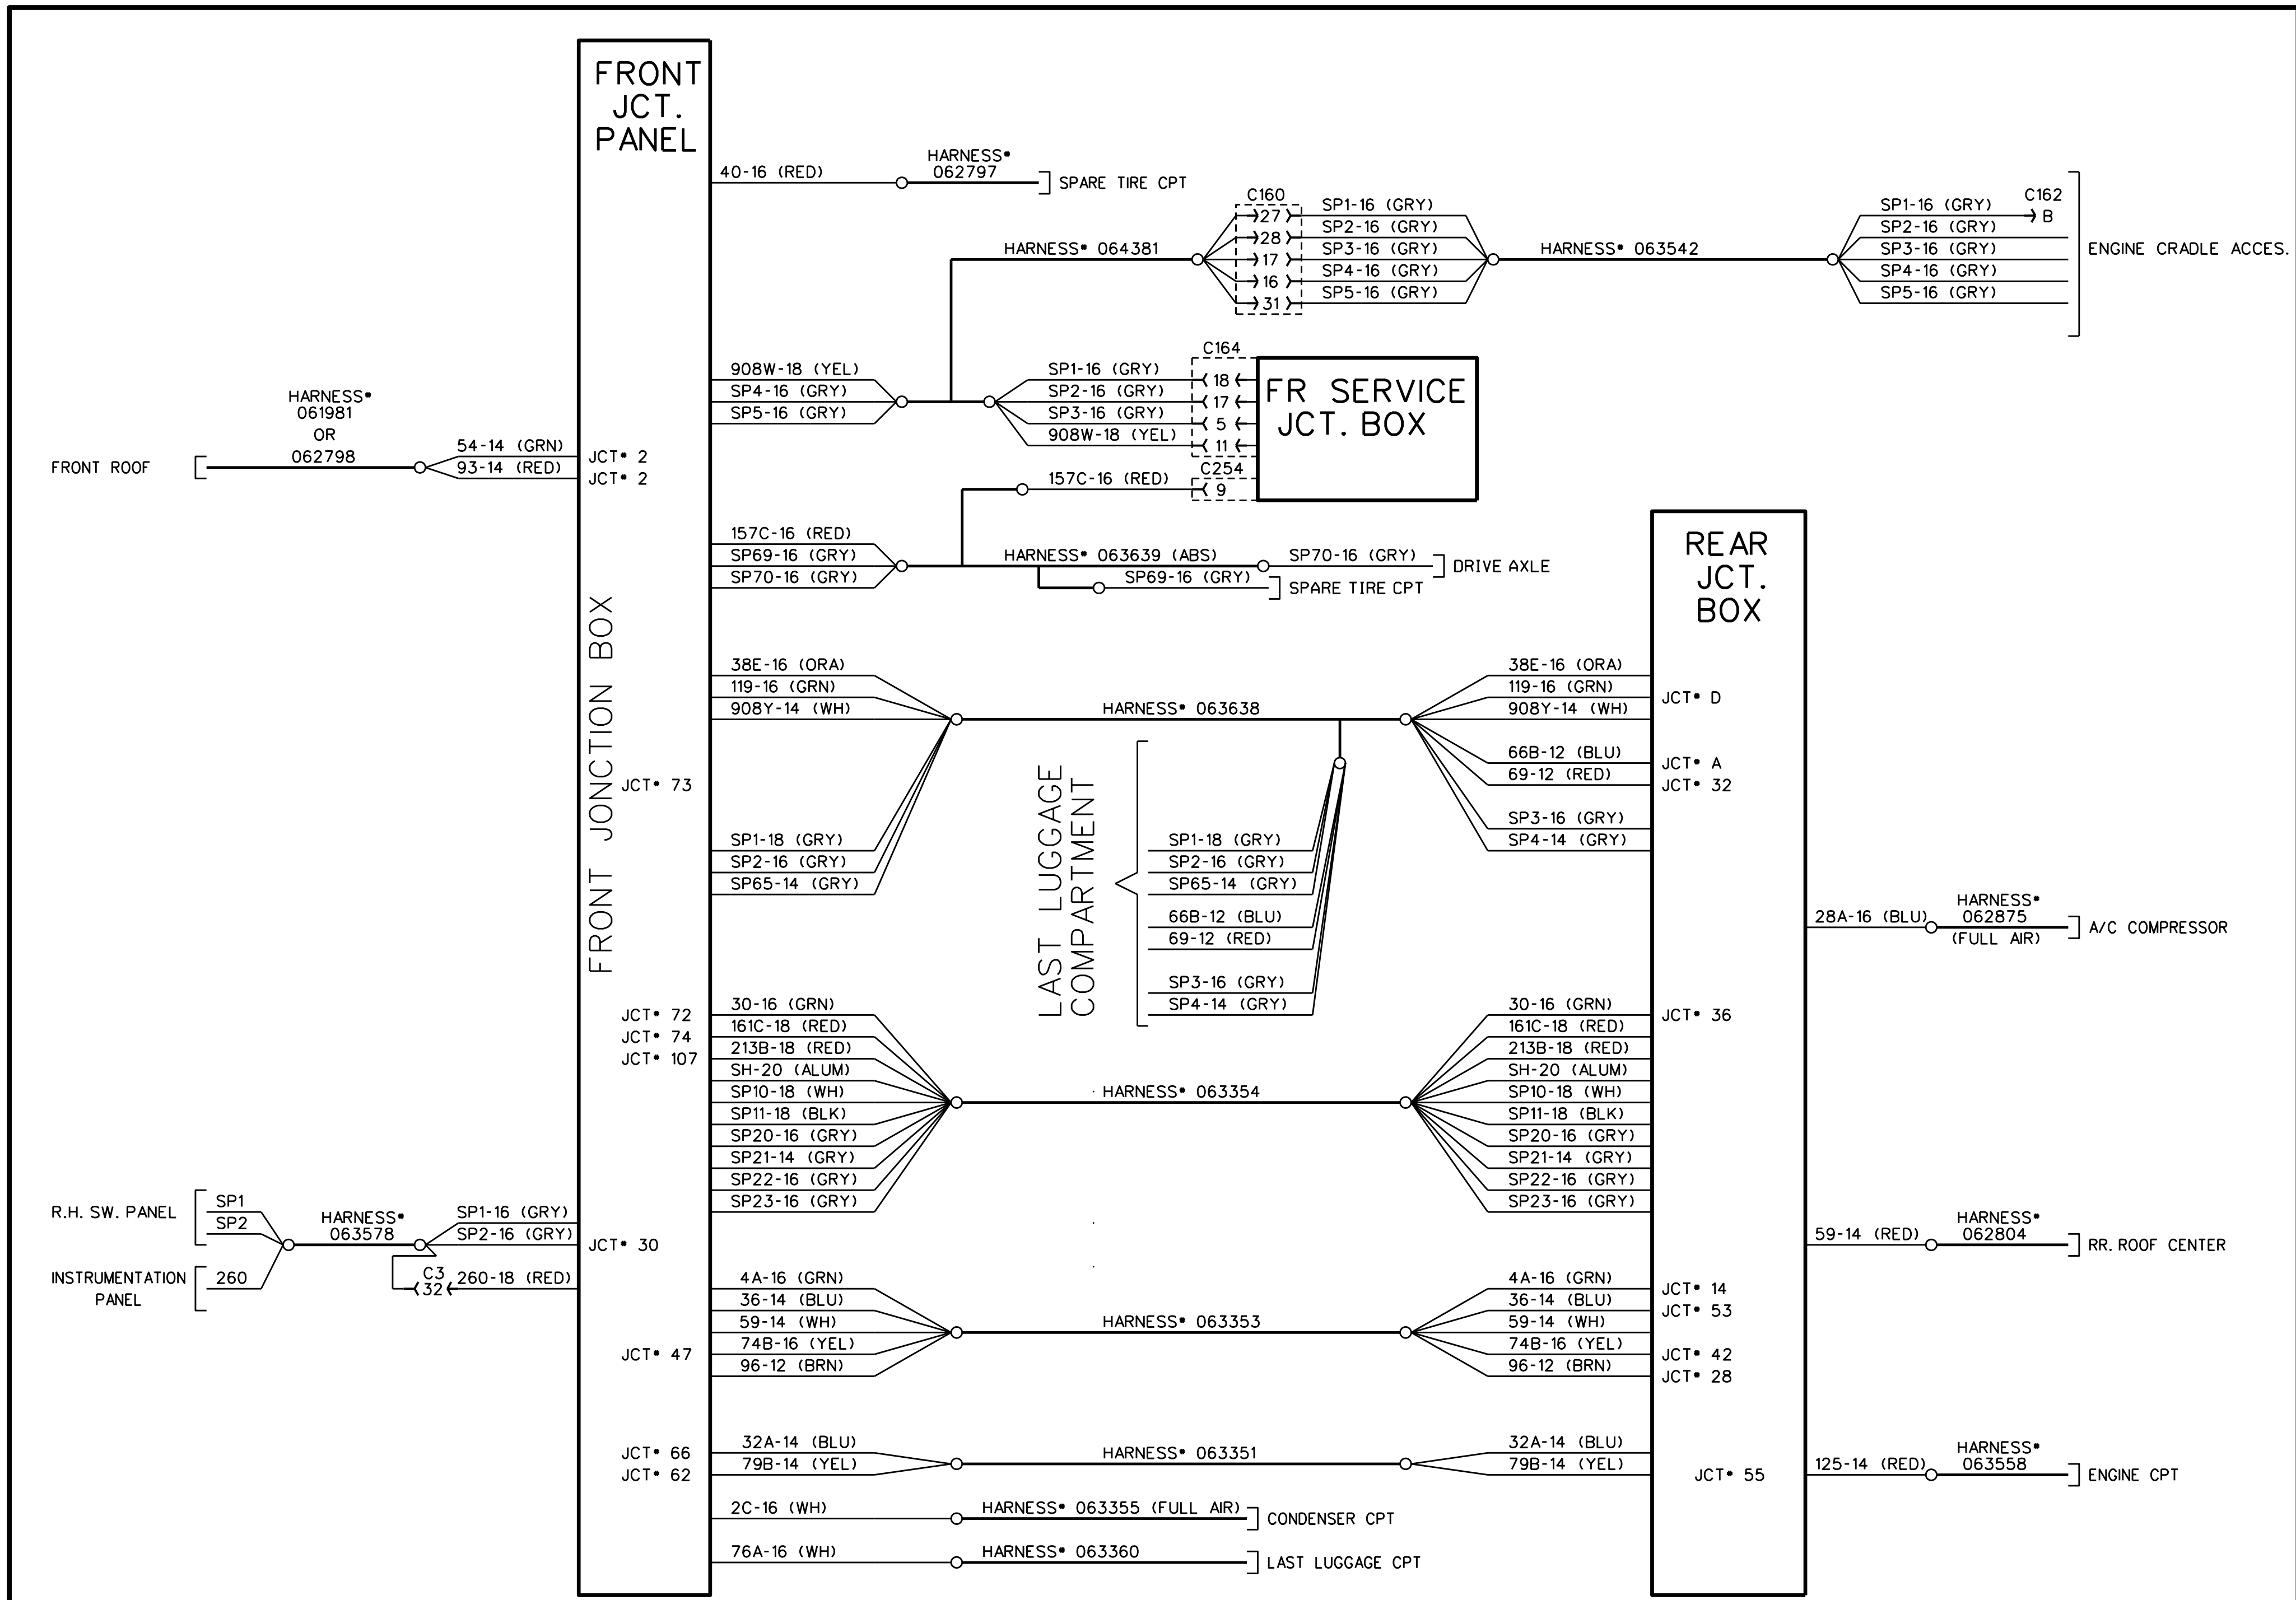 FRONT
JCT.
PANEL
FRONT JONCTION BOX
40-16 (RED)
HARNESS*
062797
SPARE TIRE CPT
HARNESS* 064381
C160
27
28
17
16
31
SP1-16 (GRY)
SP2-16 (GRY)
SP3-16 (GRY)
SP4-16 (GRY)
SP5-16 (GRY)
HARNESS* 063542
SP1-16 (GRY)
SP2-16 (GRY)
SP3-16 (GRY)
SP4-16 (GRY)
SP5-16 (GRY)
C162
B
ENGINE CRADLE ACCES.
908W-18 (YEL)
SP4-16 (GRY)
SP5-16 (GRY)
SP1-16 (GRY)
SP2-16 (GRY)
SP3-16 (GRY)
908W-18 (YEL)
C164
18
17
5
11
C254
9
157C-16 (RED)
FR SERVICE
JCT. BOX
FRONT ROOF
HARNESS*
061981
OR
062798
54-14 (GRN)
93-14 (RED)
JCT* 2
JCT* 2
157C-16 (RED)
SP69-16 (GRY)
SP70-16 (GRY)
HARNESS* 063639 (ABS)
SP70-16 (GRY)
DRIVE AXLE
SP69-16 (GRY)
SPARE TIRE CPT
REAR
JCT.
BOX
38E-16 (ORA)
119-16 (GRN)
908Y-14 (WH)
JCT* 73
SP1-18 (GRY)
SP2-16 (GRY)
SP65-14 (GRY)
HARNESS* 063638
LAST LUGGAGE
COMPARTMENT
SP1-18 (GRY)
SP2-16 (GRY)
SP65-14 (GRY)
66B-12 (BLU)
69-12 (RED)
SP3-16 (GRY)
SP4-14 (GRY)
38E-16 (ORA)
119-16 (GRN)
908Y-14 (WH)
66B-12 (BLU)
69-12 (RED)
SP3-16 (GRY)
SP4-14 (GRY)
JCT* D
JCT* A
JCT* 32
28A-16 (BLU)
HARNESS*
062875
(FULL AIR)
A/C COMPRESSOR
JCT* 72
JCT* 74
JCT* 107
30-16 (GRN)
161C-18 (RED)
213B-18 (RED)
SH-20 (ALUM)
SP10-18 (WH)
SP11-18 (BLK)
SP20-16 (GRY)
SP21-14 (GRY)
SP22-16 (GRY)
SP23-16 (GRY)
HARNESS* 063354
30-16 (GRN)
161C-18 (RED)
213B-18 (RED)
SH-20 (ALUM)
SP10-18 (WH)
SP11-18 (BLK)
SP20-16 (GRY)
SP21-14 (GRY)
SP22-16 (GRY)
SP23-16 (GRY)
JCT* 36
R.H. SW. PANEL
SP1
SP2
INSTRUMENTATION
PANEL
260
HARNESS*
063578
SP1-16 (GRY)
SP2-16 (GRY)
C3
32
260-18 (RED)
JCT* 30
59-14 (RED)
HARNESS*
062804
RR. ROOF CENTER
4A-16 (GRN)
36-14 (BLU)
59-14 (WH)
74B-16 (YEL)
96-12 (BRN)
JCT* 47
HARNESS* 063353
4A-16 (GRN)
36-14 (BLU)
59-14 (WH)
74B-16 (YEL)
96-12 (BRN)
JCT* 14
JCT* 53
JCT* 42
JCT* 28
JCT* 66
JCT* 62
32A-14 (BLU)
79B-14 (YEL)
HARNESS* 063351
32A-14 (BLU)
79B-14 (YEL)
JCT* 55
125-14 (RED)
HARNESS*
063558
ENGINE CPT
2C-16 (WH)
HARNESS* 063355 (FULL AIR)
CONDENSER CPT
76A-16 (WH)
HARNESS* 063360
LAST LUGGAGE CPT